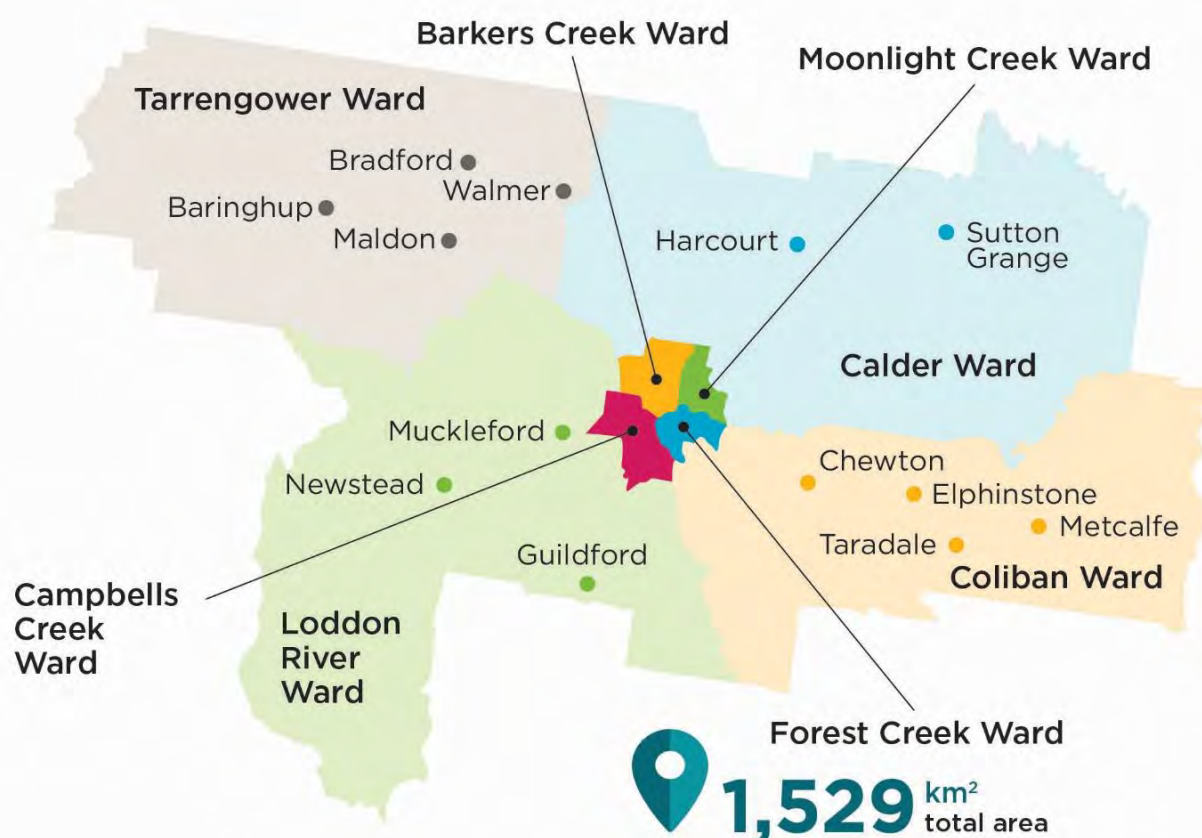 Barkers Creek Ward
Moonlight Creek Ward
Tarrengower Ward
Bradford
Walmer
Baringhup
Maldon
Harcourt
Sutton
Grange
Calder Ward
Muckleford
Newstead
Guildford
Chewton
Elphinstone
Metcalfe
Taradale
Coliban Ward
Campbells
Creek
Ward
Loddon
River
Ward
Forest Creek Ward
1,529 km²
total area